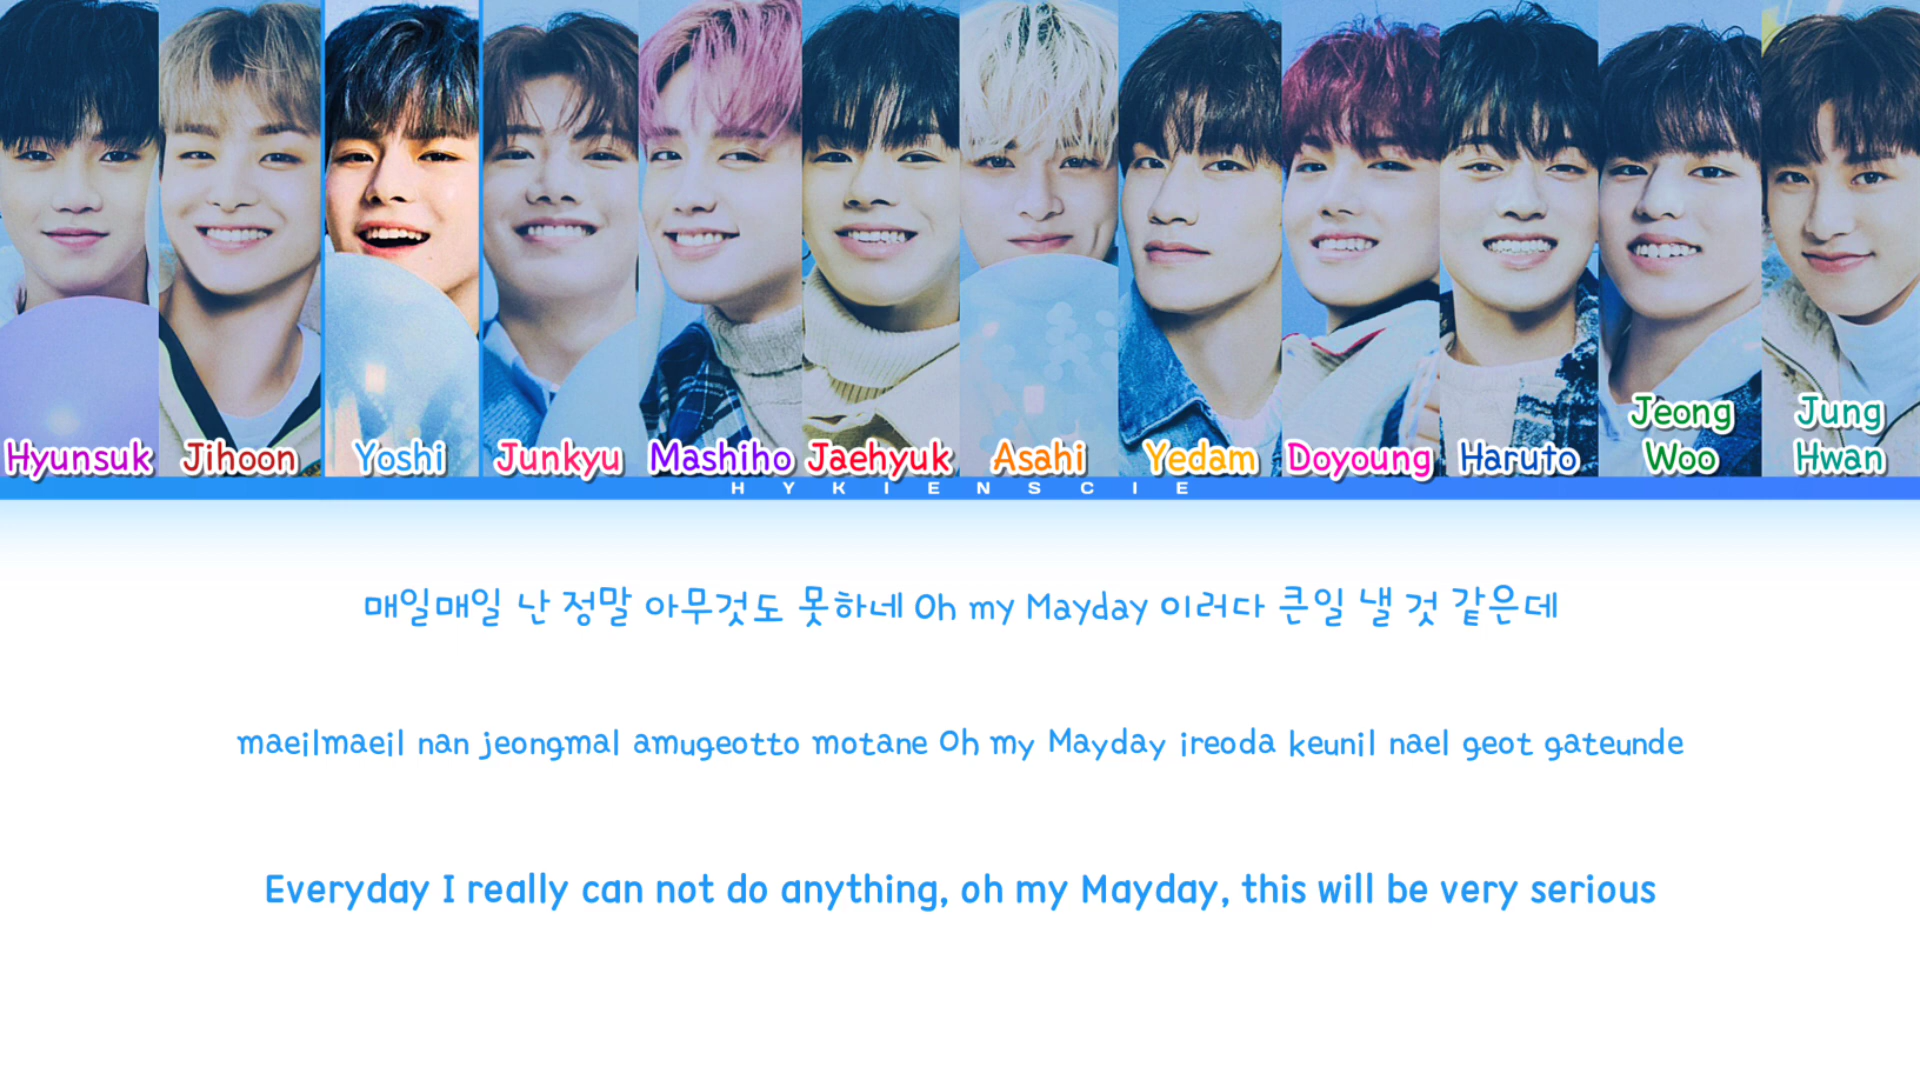 Hyunsuk Jihoon Yoshi Junkyu Mashiho Jaehyuk Asahi Yedam Doyoung Haruto Jeong Woo Jung Hwan
HYKIENSCIE
매일매일 난 정말 아무것도 못하네 Oh my Mayday 이러다 큰일 낼 것 같은데
maeilmaeil nan jeongmal amugeotto motane Oh my Mayday ireoda keunil nael geot gateunde
Everyday I really can not do anything, oh my Mayday, this will be very serious